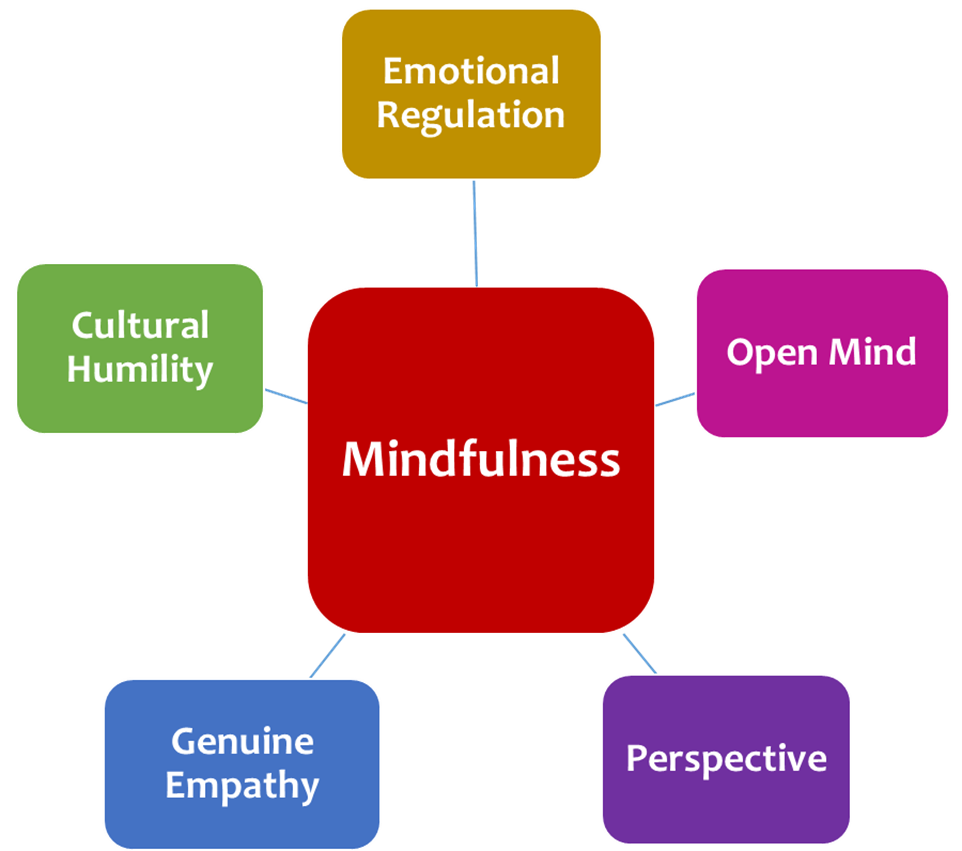 Emotional
Regulation
Cultural
Humility
Open Mind
Mindfulness
Genuine
Empathy
Perspective